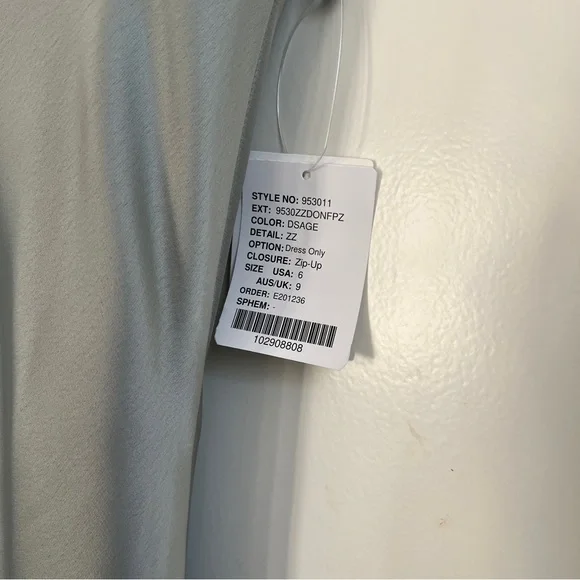 STYLE NO: 953011
EXT: 9530ZZDONFPZ
COLOR: DSAGE
DETAIL: ZZ
OPTION: Dress Only
CLOSURE: Zip-Up
SIZE USA: 6
AUS/UK: 9
ORDER: E201236
SPHEM: -
102908808